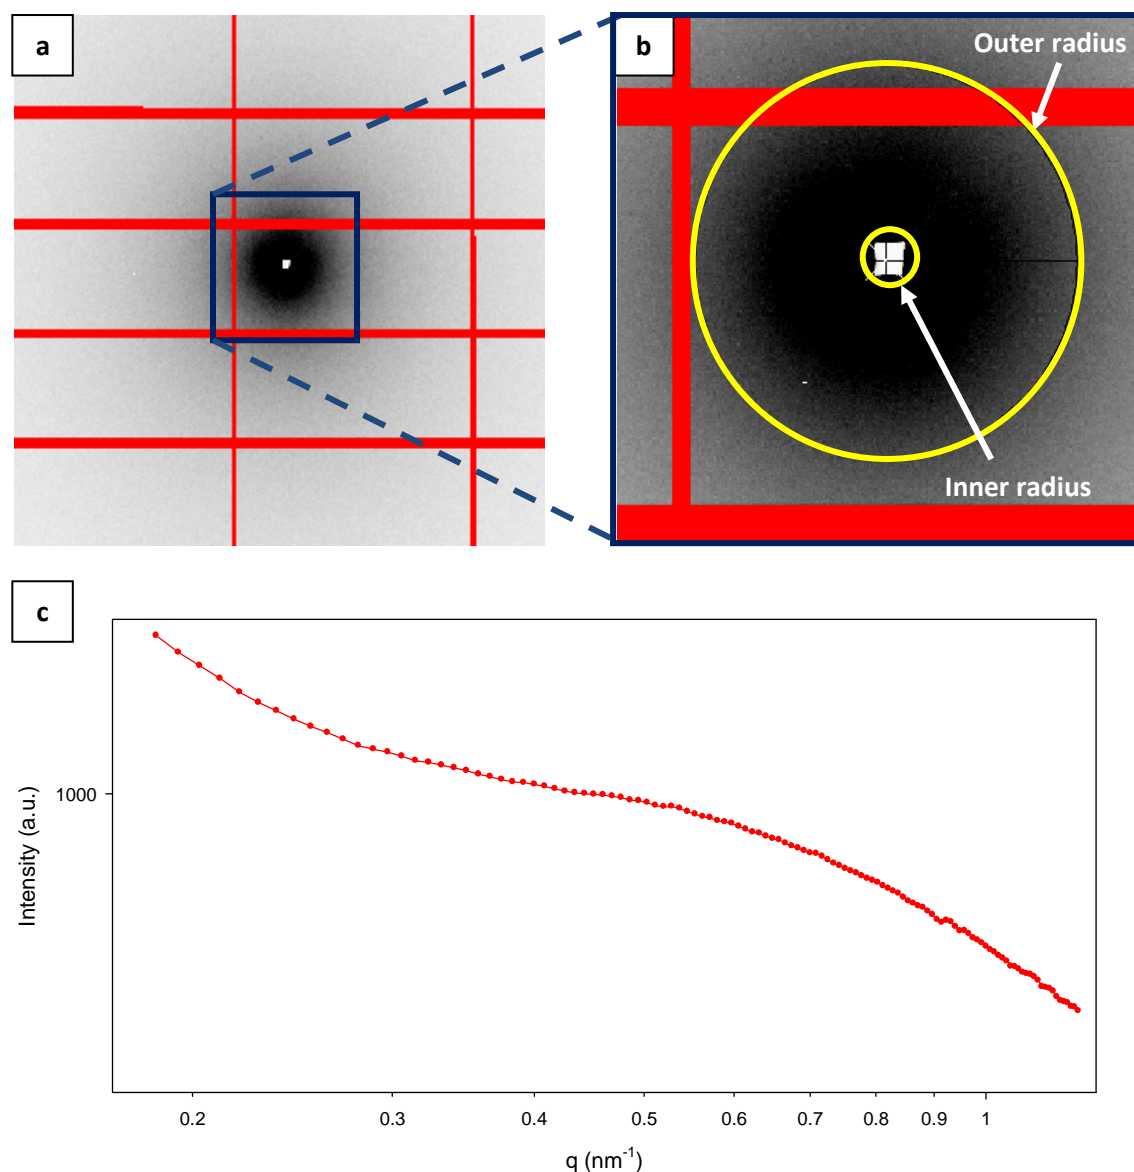 a
b
Outer radius
Inner radius
c
Intensity (a.u.)
1000
0.2 0.3 0.4 0.5 0.6 0.7 0.8 0.9 1
q (nm⁻¹)